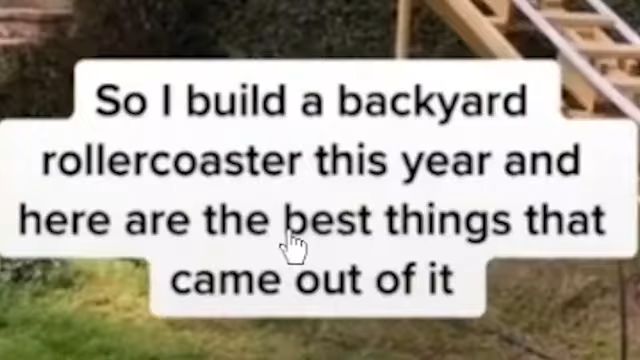 So I build a backyard
rollercoaster this year and
here are the best things that
came out of it